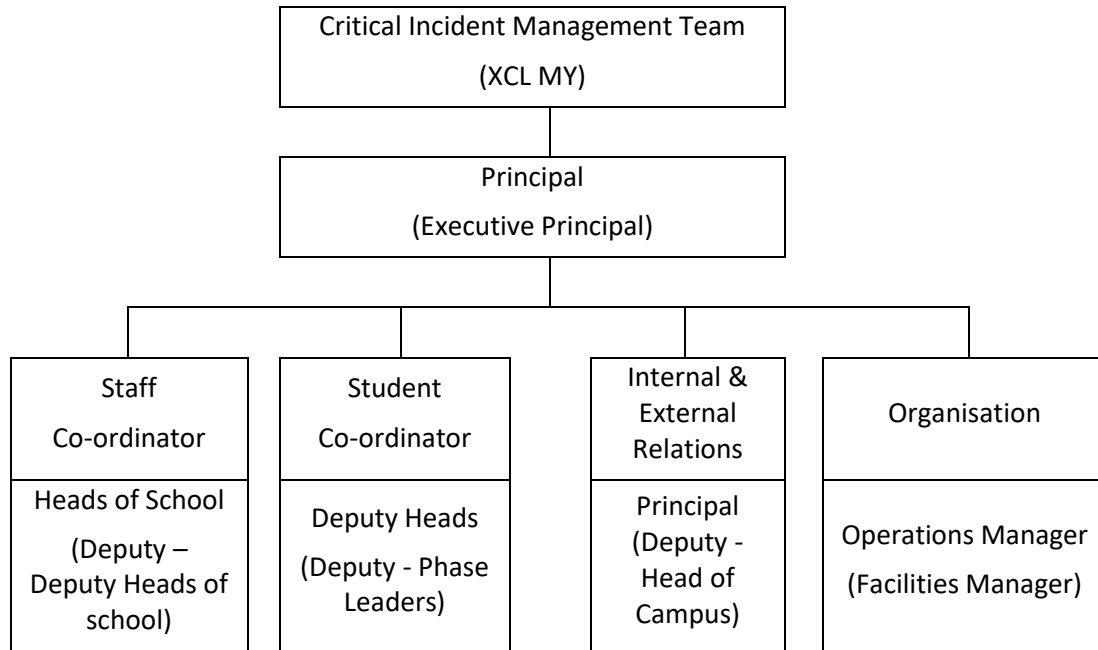 Critical Incident Management Team
(XCL MY)
Principal
(Executive Principal)
Staff
Co-ordinator
Student
Co-ordinator
Internal &
External
Relations
Organisation
Heads of School
(Deputy –
Deputy Heads of
school)
Deputy Heads
(Deputy - Phase
Leaders)
Principal
(Deputy -
Head of
Campus)
Operations Manager
(Facilities Manager)